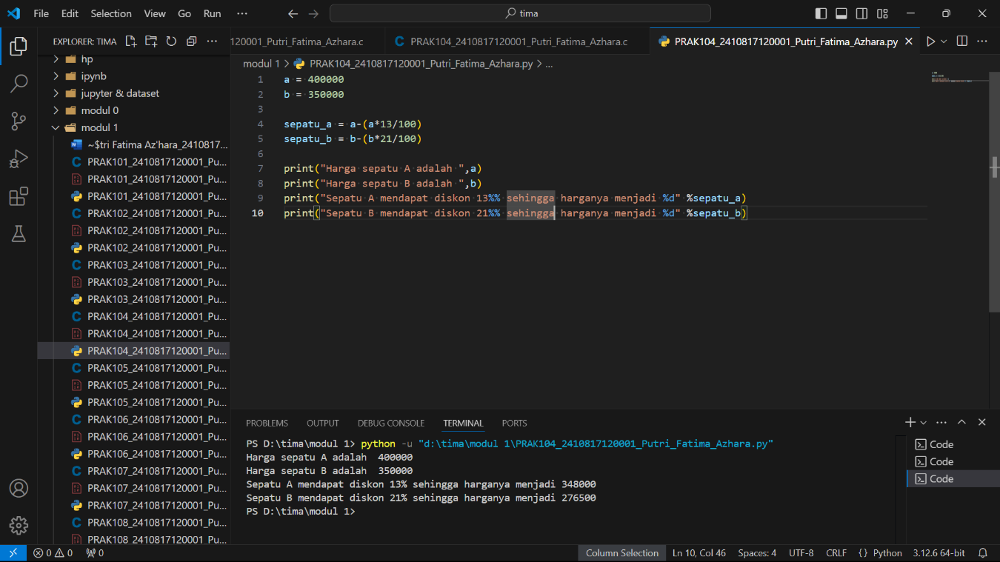 File Edit Selection View Go Run ··· tima
EXPLORER: TIMA ···
120001_Putri_Fatima_Azhara.c PRAK104_2410817120001_Putri_Fatima_Azhara.c PRAK104_2410817120001_Putri_Fatima_Azhara.py ···
modul 1 > PRAK104_2410817120001_Putri_Fatima_Azhara.py > ...
hp
ipynb
jupyter & dataset
modul 0
modul 1
~$tri Fatima Az'hara_2410817...
PRAK101_2410817120001_Pu...
PRAK101_2410817120001_Pu...
PRAK101_2410817120001_Pu...
PRAK102_2410817120001_Pu...
PRAK102_2410817120001_Pu...
PRAK102_2410817120001_Pu...
PRAK103_2410817120001_Pu...
PRAK103_2410817120001_Pu...
PRAK103_2410817120001_Pu...
PRAK104_2410817120001_Pu...
PRAK104_2410817120001_Pu...
PRAK104_2410817120001_Pu...
PRAK105_2410817120001_Pu...
PRAK105_2410817120001_Pu...
PRAK105_2410817120001_Pu...
PRAK106_2410817120001_Pu...
PRAK106_2410817120001_Pu...
PRAK106_2410817120001_Pu...
PRAK107_2410817120001_Pu...
PRAK107_2410817120001_Pu...
PRAK107_2410817120001_Pu...
PRAK108_2410817120001_Pu...
PRAK108_2410817120001_Pu...
1 a = 400000
2 b = 350000
3
4 sepatu_a = a-(a*13/100)
5 sepatu_b = b-(b*21/100)
6
7 print("Harga sepatu A adalah ",a)
8 print("Harga sepatu B adalah ",b)
9 print("Sepatu A mendapat diskon 13%% sehingga harganya menjadi %d" %sepatu_a)
10 print("Sepatu B mendapat diskon 21%% sehingga harganya menjadi %d" %sepatu_b)
PROBLEMS OUTPUT DEBUG CONSOLE TERMINAL PORTS
PS D:\tima\modul 1> python -u "d:\tima\modul 1\PRAK104_2410817120001_Putri_Fatima_Azhara.py"
Harga sepatu A adalah  400000
Harga sepatu B adalah  350000
Sepatu A mendapat diskon 13% sehingga harganya menjadi 348000
Sepatu B mendapat diskon 21% sehingga harganya menjadi 276500
PS D:\tima\modul 1>
Code
Code
Code
0 0 0 Column Selection Ln 10, Col 46 Spaces: 4 UTF-8 CRLF {} Python 3.12.6 64-bit